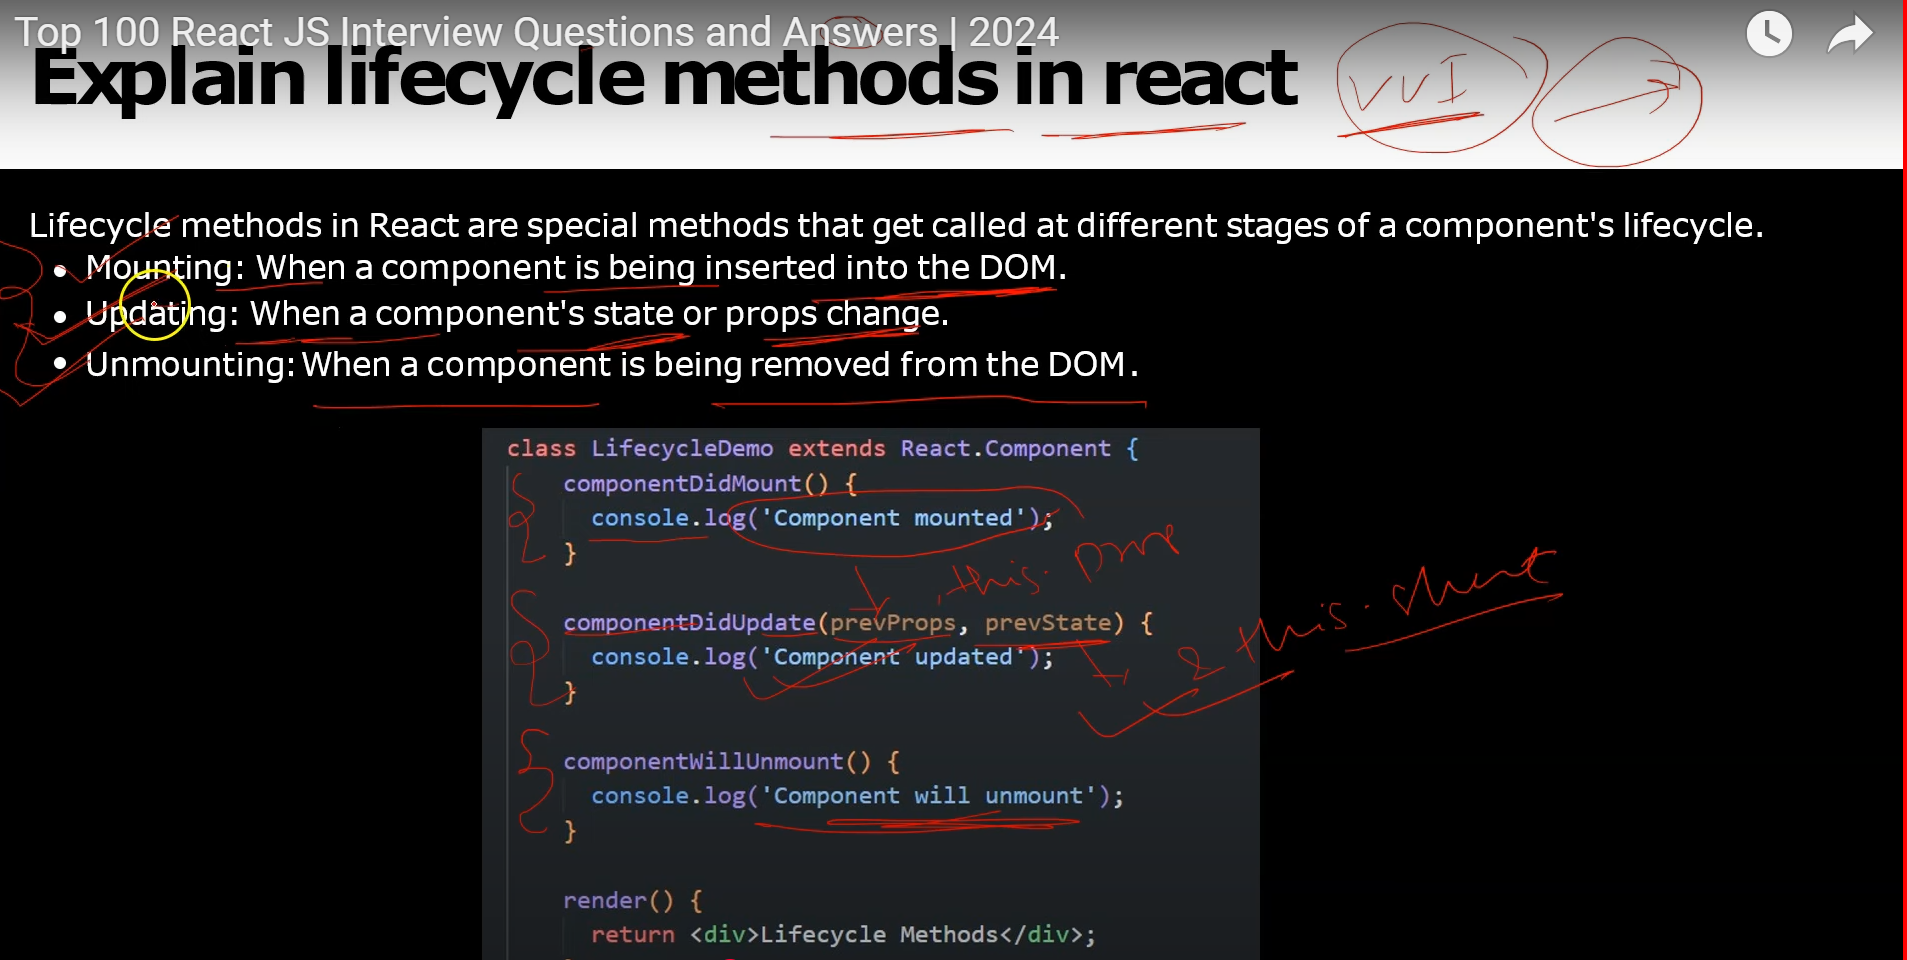 Top 100 React JS Interview Questions and Answers | 2024
Explain lifecycle methods in react
VVI
Lifecycle methods in React are special methods that get called at different stages of a component's lifecycle.
• Mounting: When a component is being inserted into the DOM.
• Updating: When a component's state or props change.
• Unmounting: When a component is being removed from the DOM.
class LifecycleDemo extends React.Component {
componentDidMount() {
console.log('Component mounted');
}
this.
componentDidUpdate(prevProps, prevState) {
this.
console.log('Component updated');
}
componentWillUnmount() {
console.log('Component will unmount');
}
render() {
return <div>Lifecycle Methods</div>;